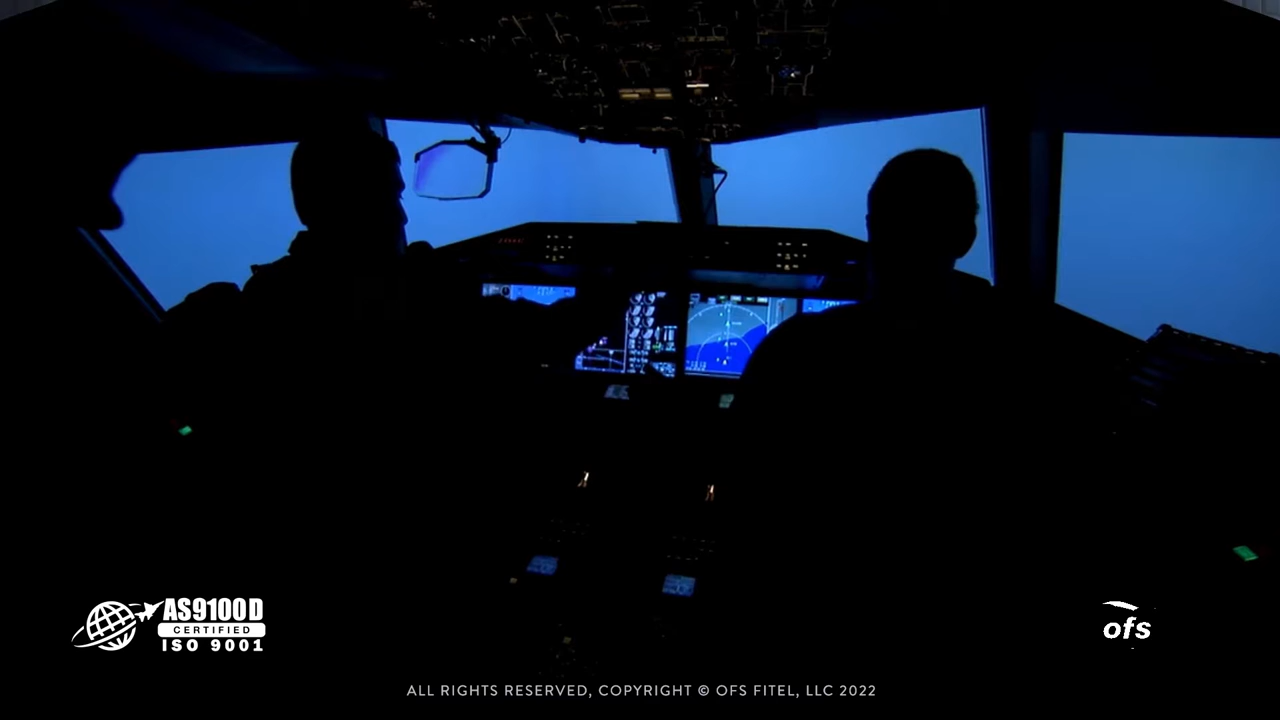 AS9100D
CERTIFIED
ISO 9001
ofs
ALL RIGHTS RESERVED, COPYRIGHT © OFS FITEL, LLC 2022